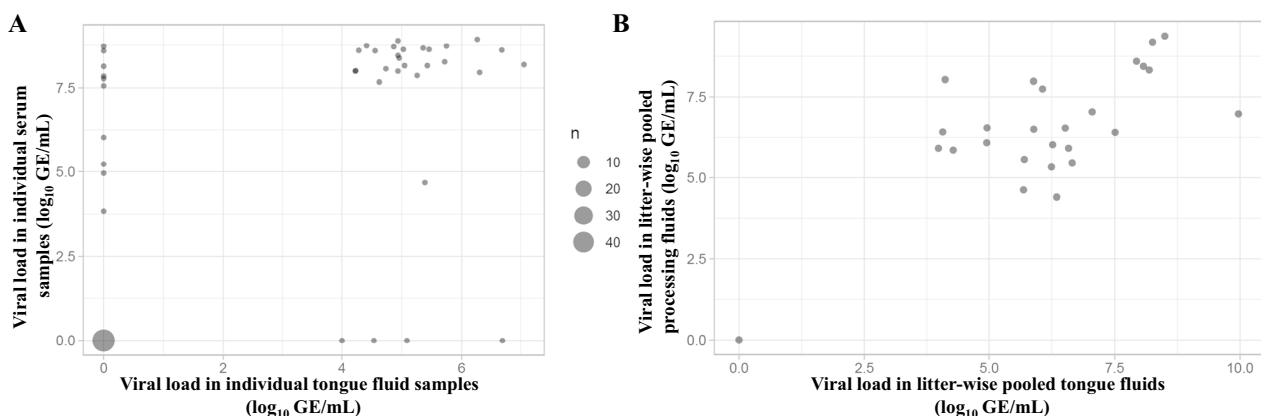 A
Viral load in individual serum
samples (log10 GE/mL)
7.5
5.0
2.5
0.0
0
2
4
6
Viral load in individual tongue fluid samples
(log10 GE/mL)
n
10
20
30
40
B
Viral load in litter-wise pooled
processing fluids (log10 GE/mL)
7.5
5.0
2.5
0.0
0.0
2.5
5.0
7.5
10.0
Viral load in litter-wise pooled tongue fluids
(log10 GE/mL)